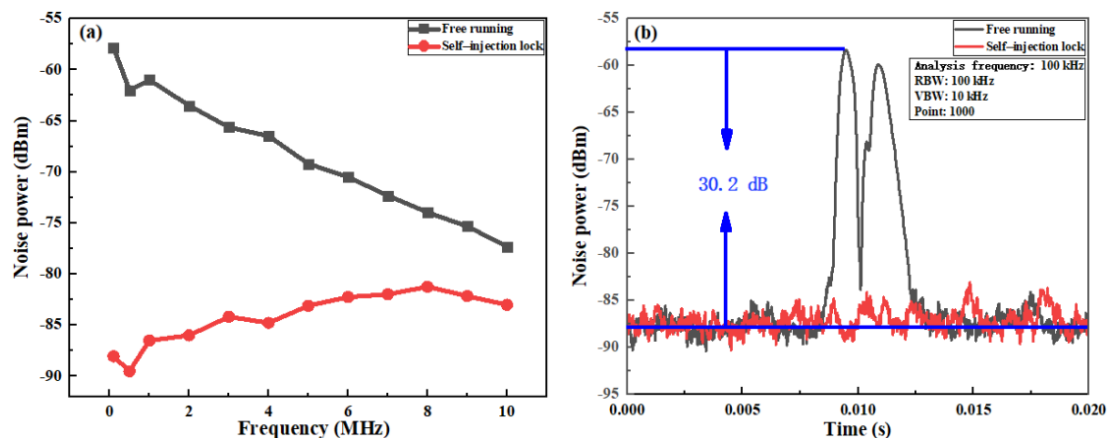 (a)
Free running
Self-injection lock
-55
-60
-65
-70
-75
-80
-85
-90
Noise power (dBm)
0
2
4
6
8
10
Frequency (MHz)
(b)
Free running
Self-injection lock
Analysis frequency: 100 kHz
RBW: 100 kHz
VBW: 10 kHz
Point: 1000
30.2 dB
-55
-60
-65
-70
-75
-80
-85
-90
-95
Noise power (dBm)
0.000
0.005
0.010
0.015
0.020
Time (s)